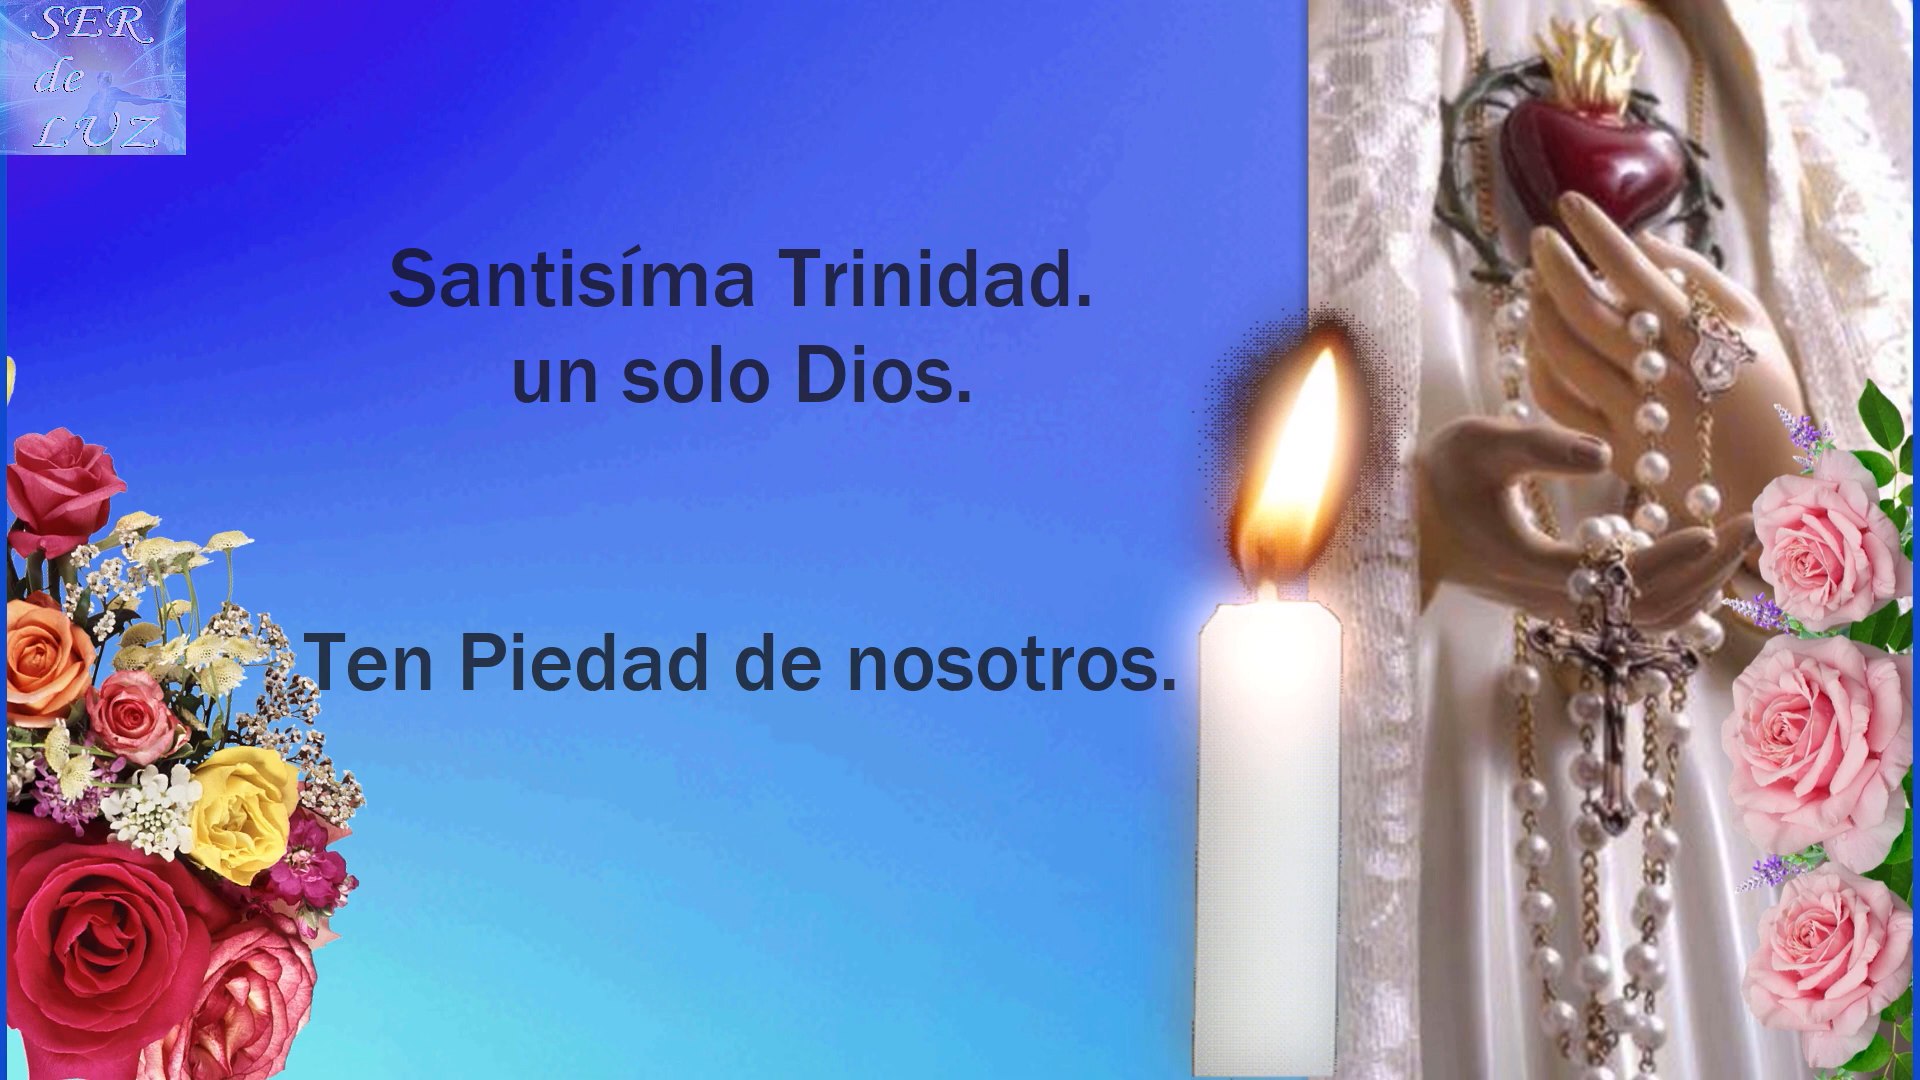 SER
de
LUZ
Santisíma Trinidad.
un solo Dios.
Ten Piedad de nosotros.